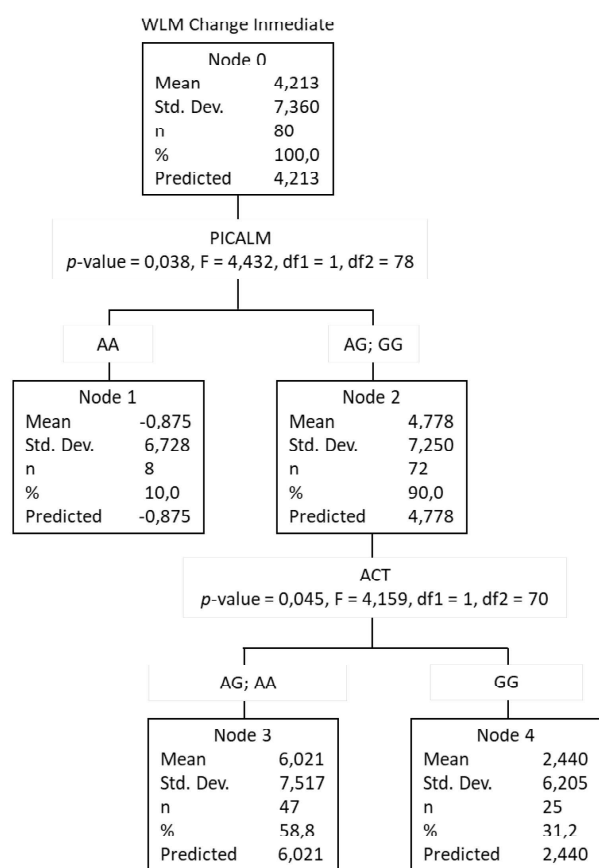 WLM Change Inmediate
Node 0
Mean 4,213
Std. Dev. 7,360
n 80
% 100,0
Predicted 4,213
PICALM
p-value = 0,038, F = 4,432, df1 = 1, df2 = 78
AA
AG; GG
Node 1
Mean -0,875
Std. Dev. 6,728
n 8
% 10,0
Predicted -0,875
Node 2
Mean 4,778
Std. Dev. 7,250
n 72
% 90,0
Predicted 4,778
ACT
p-value = 0,045, F = 4,159, df1 = 1, df2 = 70
AG; AA
GG
Node 3
Mean 6,021
Std. Dev. 7,517
n 47
% 58,8
Predicted 6,021
Node 4
Mean 2,440
Std. Dev. 6,205
n 25
% 31,2
Predicted 2,440